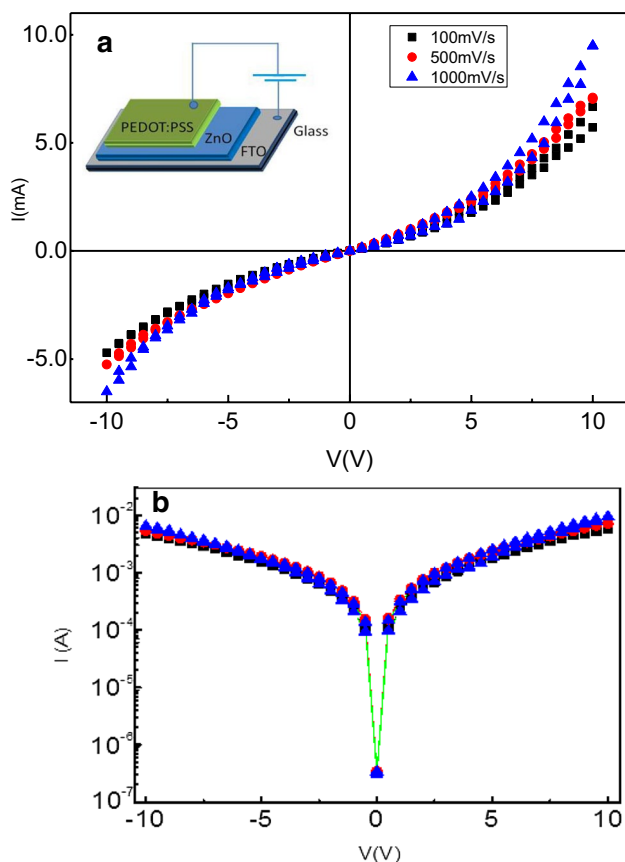 a
10.0
100mV/s
500mV/s
1000mV/s
PEDOT:PSS
ZnO
FTO
Glass
5.0
I(mA)
0.0
-5.0
-10
-5
0
5
10
V(V)
b
10-2
10-3
10-4
10-5
10-6
10-7
I (A)
-10
-5
0
5
10
V(V)